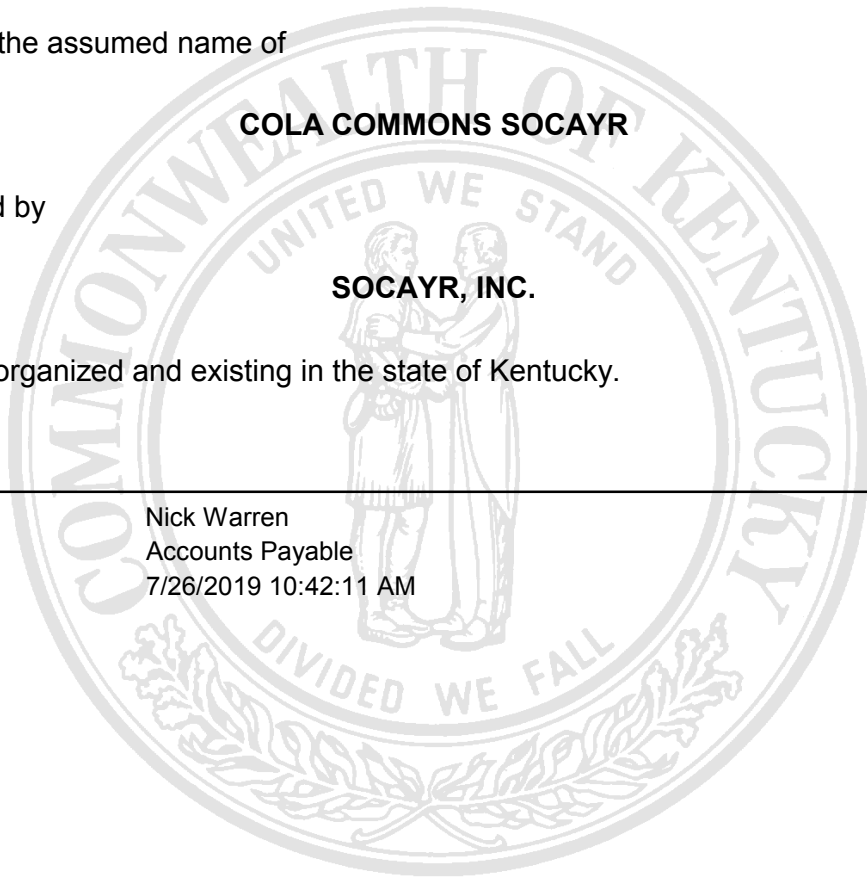 the assumed name of
COLA COMMONS SOCAYR
d by
SOCAYR, INC.
organized and existing in the state of Kentucky.
Nick Warren
Accounts Payable
7/26/2019 10:42:11 AM
COMMONWEALTH OF KENTUCKY
UNITED WE STAND
DIVIDED WE FALL